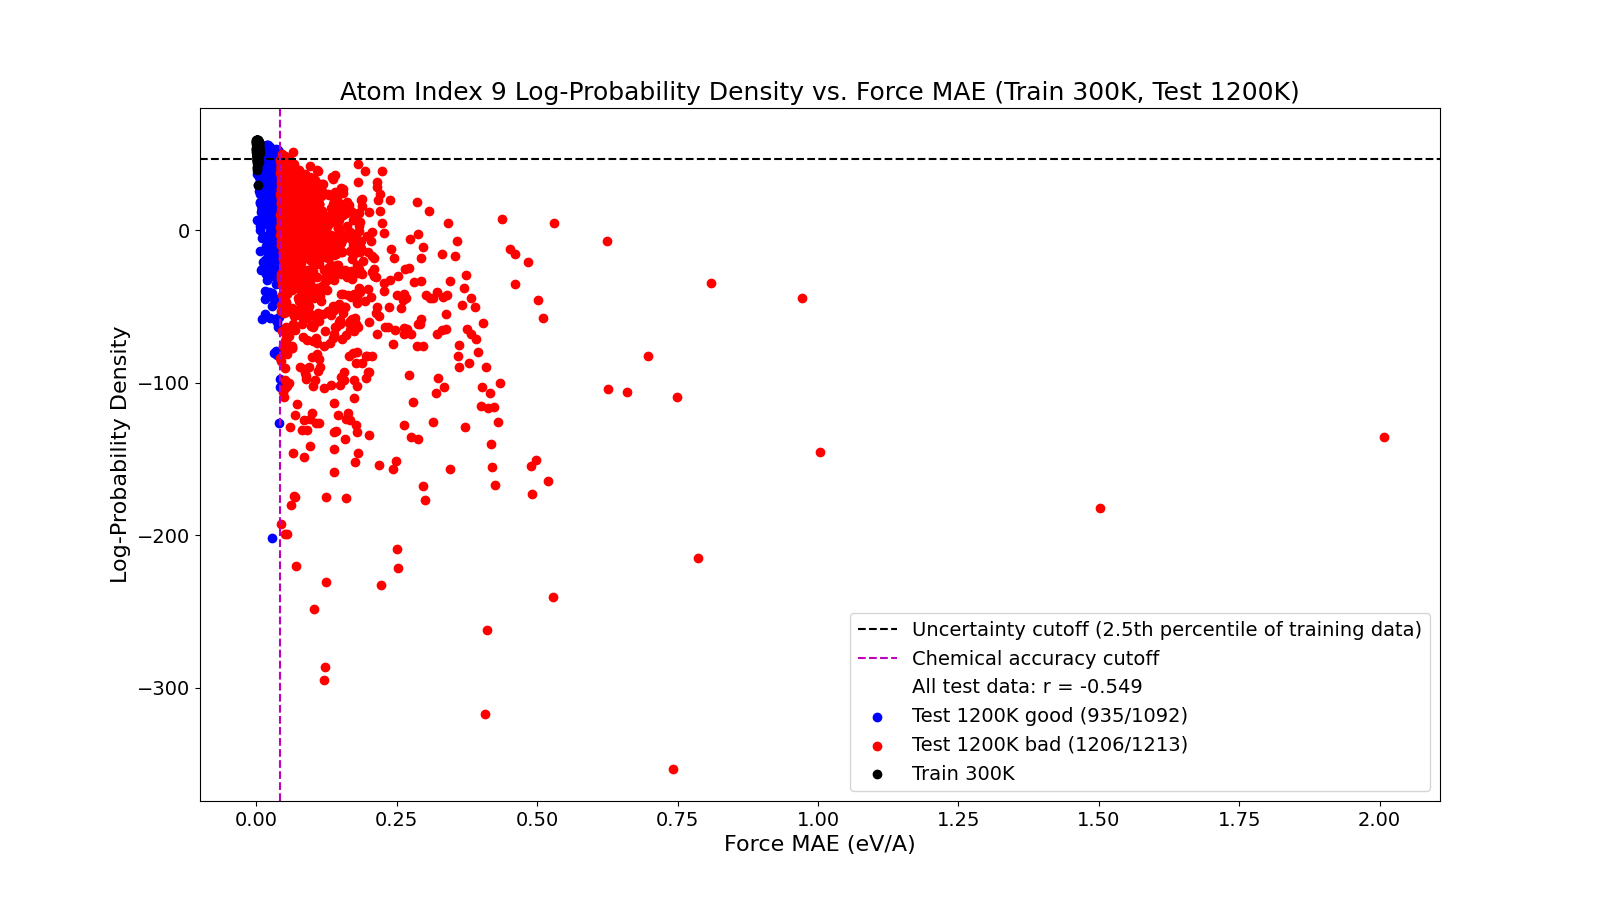 Atom Index 9 Log-Probability Density vs. Force MAE (Train 300K, Test 1200K)
Log-Probability Density
0
−100
−200
−300
Uncertainty cutoff (2.5th percentile of training data)
Chemical accuracy cutoff
All test data: r = -0.549
Test 1200K good (935/1092)
Test 1200K bad (1206/1213)
Train 300K
0.00 0.25 0.50 0.75 1.00 1.25 1.50 1.75 2.00
Force MAE (eV/A)